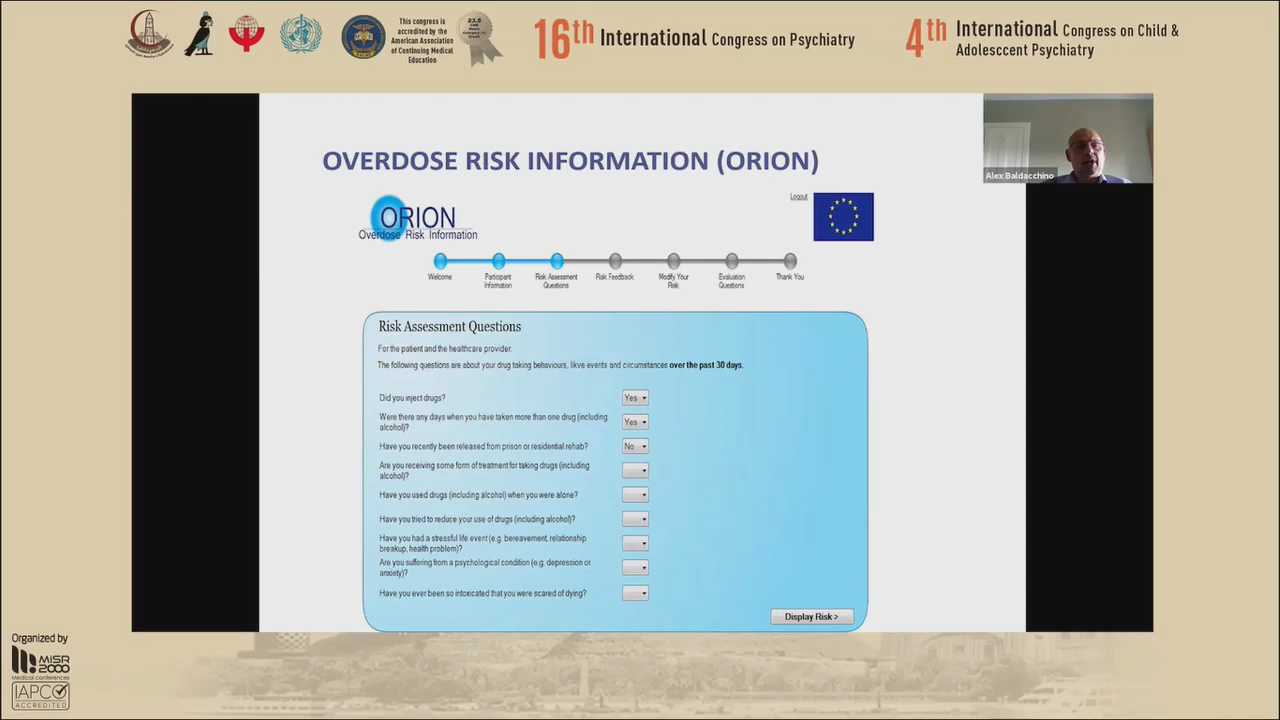 This congress is
accredited by the
American Association
of Continuing Medical
Education
23.5
16th International Congress on Psychiatry
4th International Congress on Child &
Adolesccent Psychiatry
Alex Baldacchino
OVERDOSE RISK INFORMATION (ORION)
Logout
ORION
Overdose Risk Information
Welcome
Participant
Information
Risk Assessment
Questions
Risk Feedback
Modify Your
Risk
Evaluation
Questions
Thank You
Risk Assessment Questions
For the patient and the healthcare provider:
The following questions are about your drug taking behaviours, likve events and circumstances over the past 30 days.
Did you inject drugs? Yes
Were there any days when you have taken more than one drug (including
alcohol)? Yes
Have you recently been released from prison or residential rehab? No
Are you receiving some form of treatment for taking drugs (including
alcohol)?
Have you used drugs (including alcohol) when you were alone?
Have you tried to reduce your use of drugs (including alcohol)?
Have you had a stressful life event (e.g. bereavement, relationship
breakup, health problem)?
Are you suffering from a psychological condition (e.g. depression or
anxiety)?
Have you ever been so intoxicated that you were scared of dying?
Display Risk >
Organized by
MISR
2000
Medical conferences
IAPCO
ACCREDITED